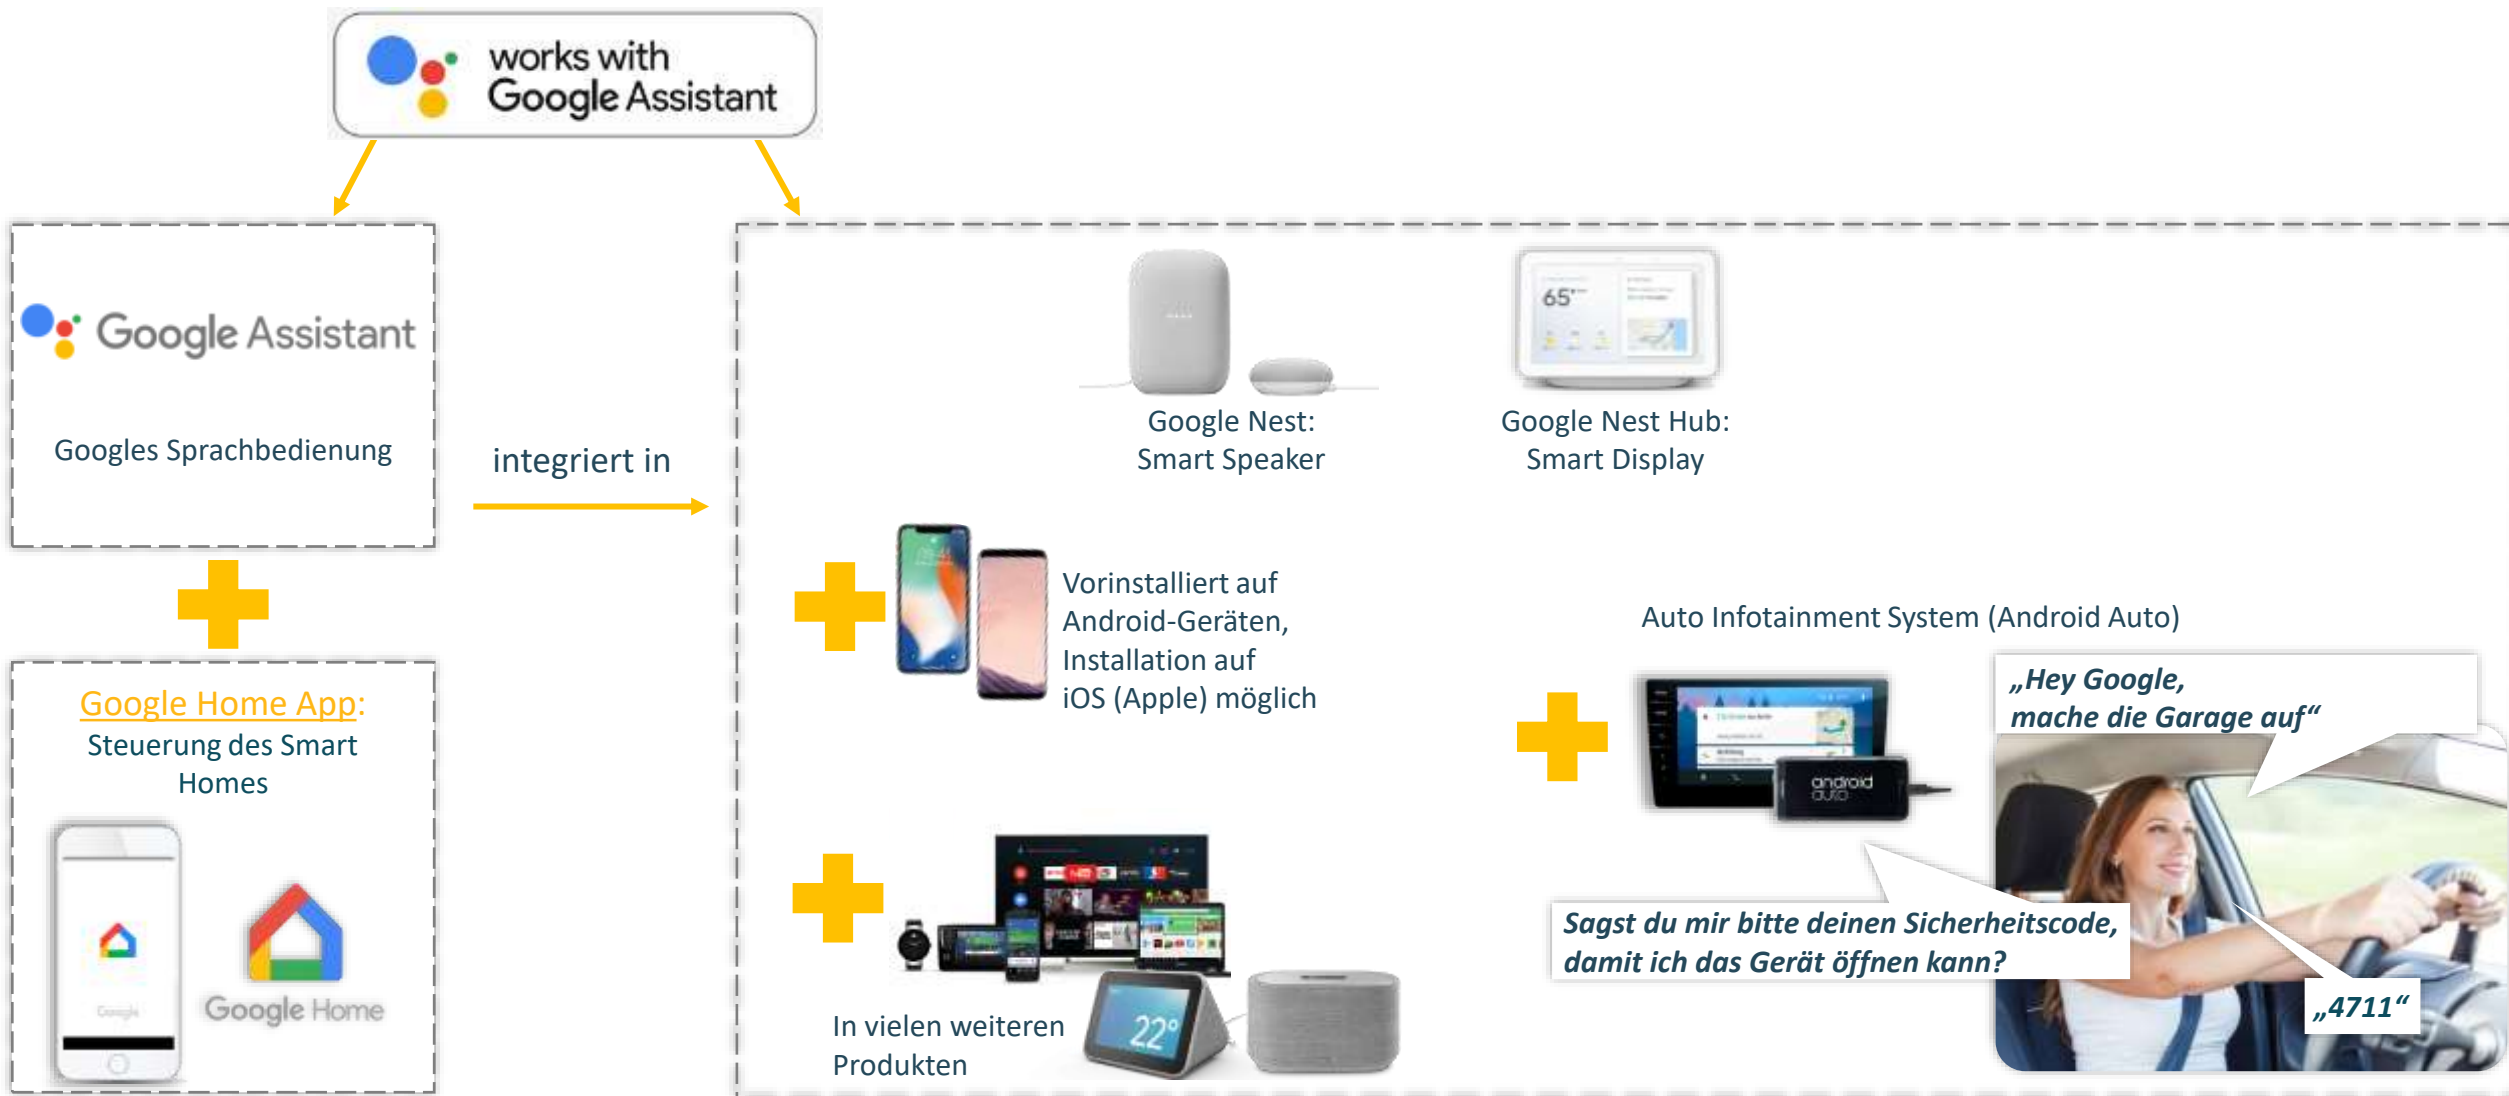 works with
Google Assistant
Google Assistant
Googles Sprachbedienung
integriert in
Google Home App:
Steuerung des Smart
Homes
Google
Google Home
65°
Google Nest:
Smart Speaker
Google Nest Hub:
Smart Display
Vorinstalliert auf
Android-Geräten,
Installation auf
iOS (Apple) möglich
In vielen weiteren
Produkten
22°
Auto Infotainment System (Android Auto)
android
auto
„Hey Google,
mache die Garage auf“
Sagst du mir bitte deinen Sicherheitscode,
damit ich das Gerät öffnen kann?
„4711“